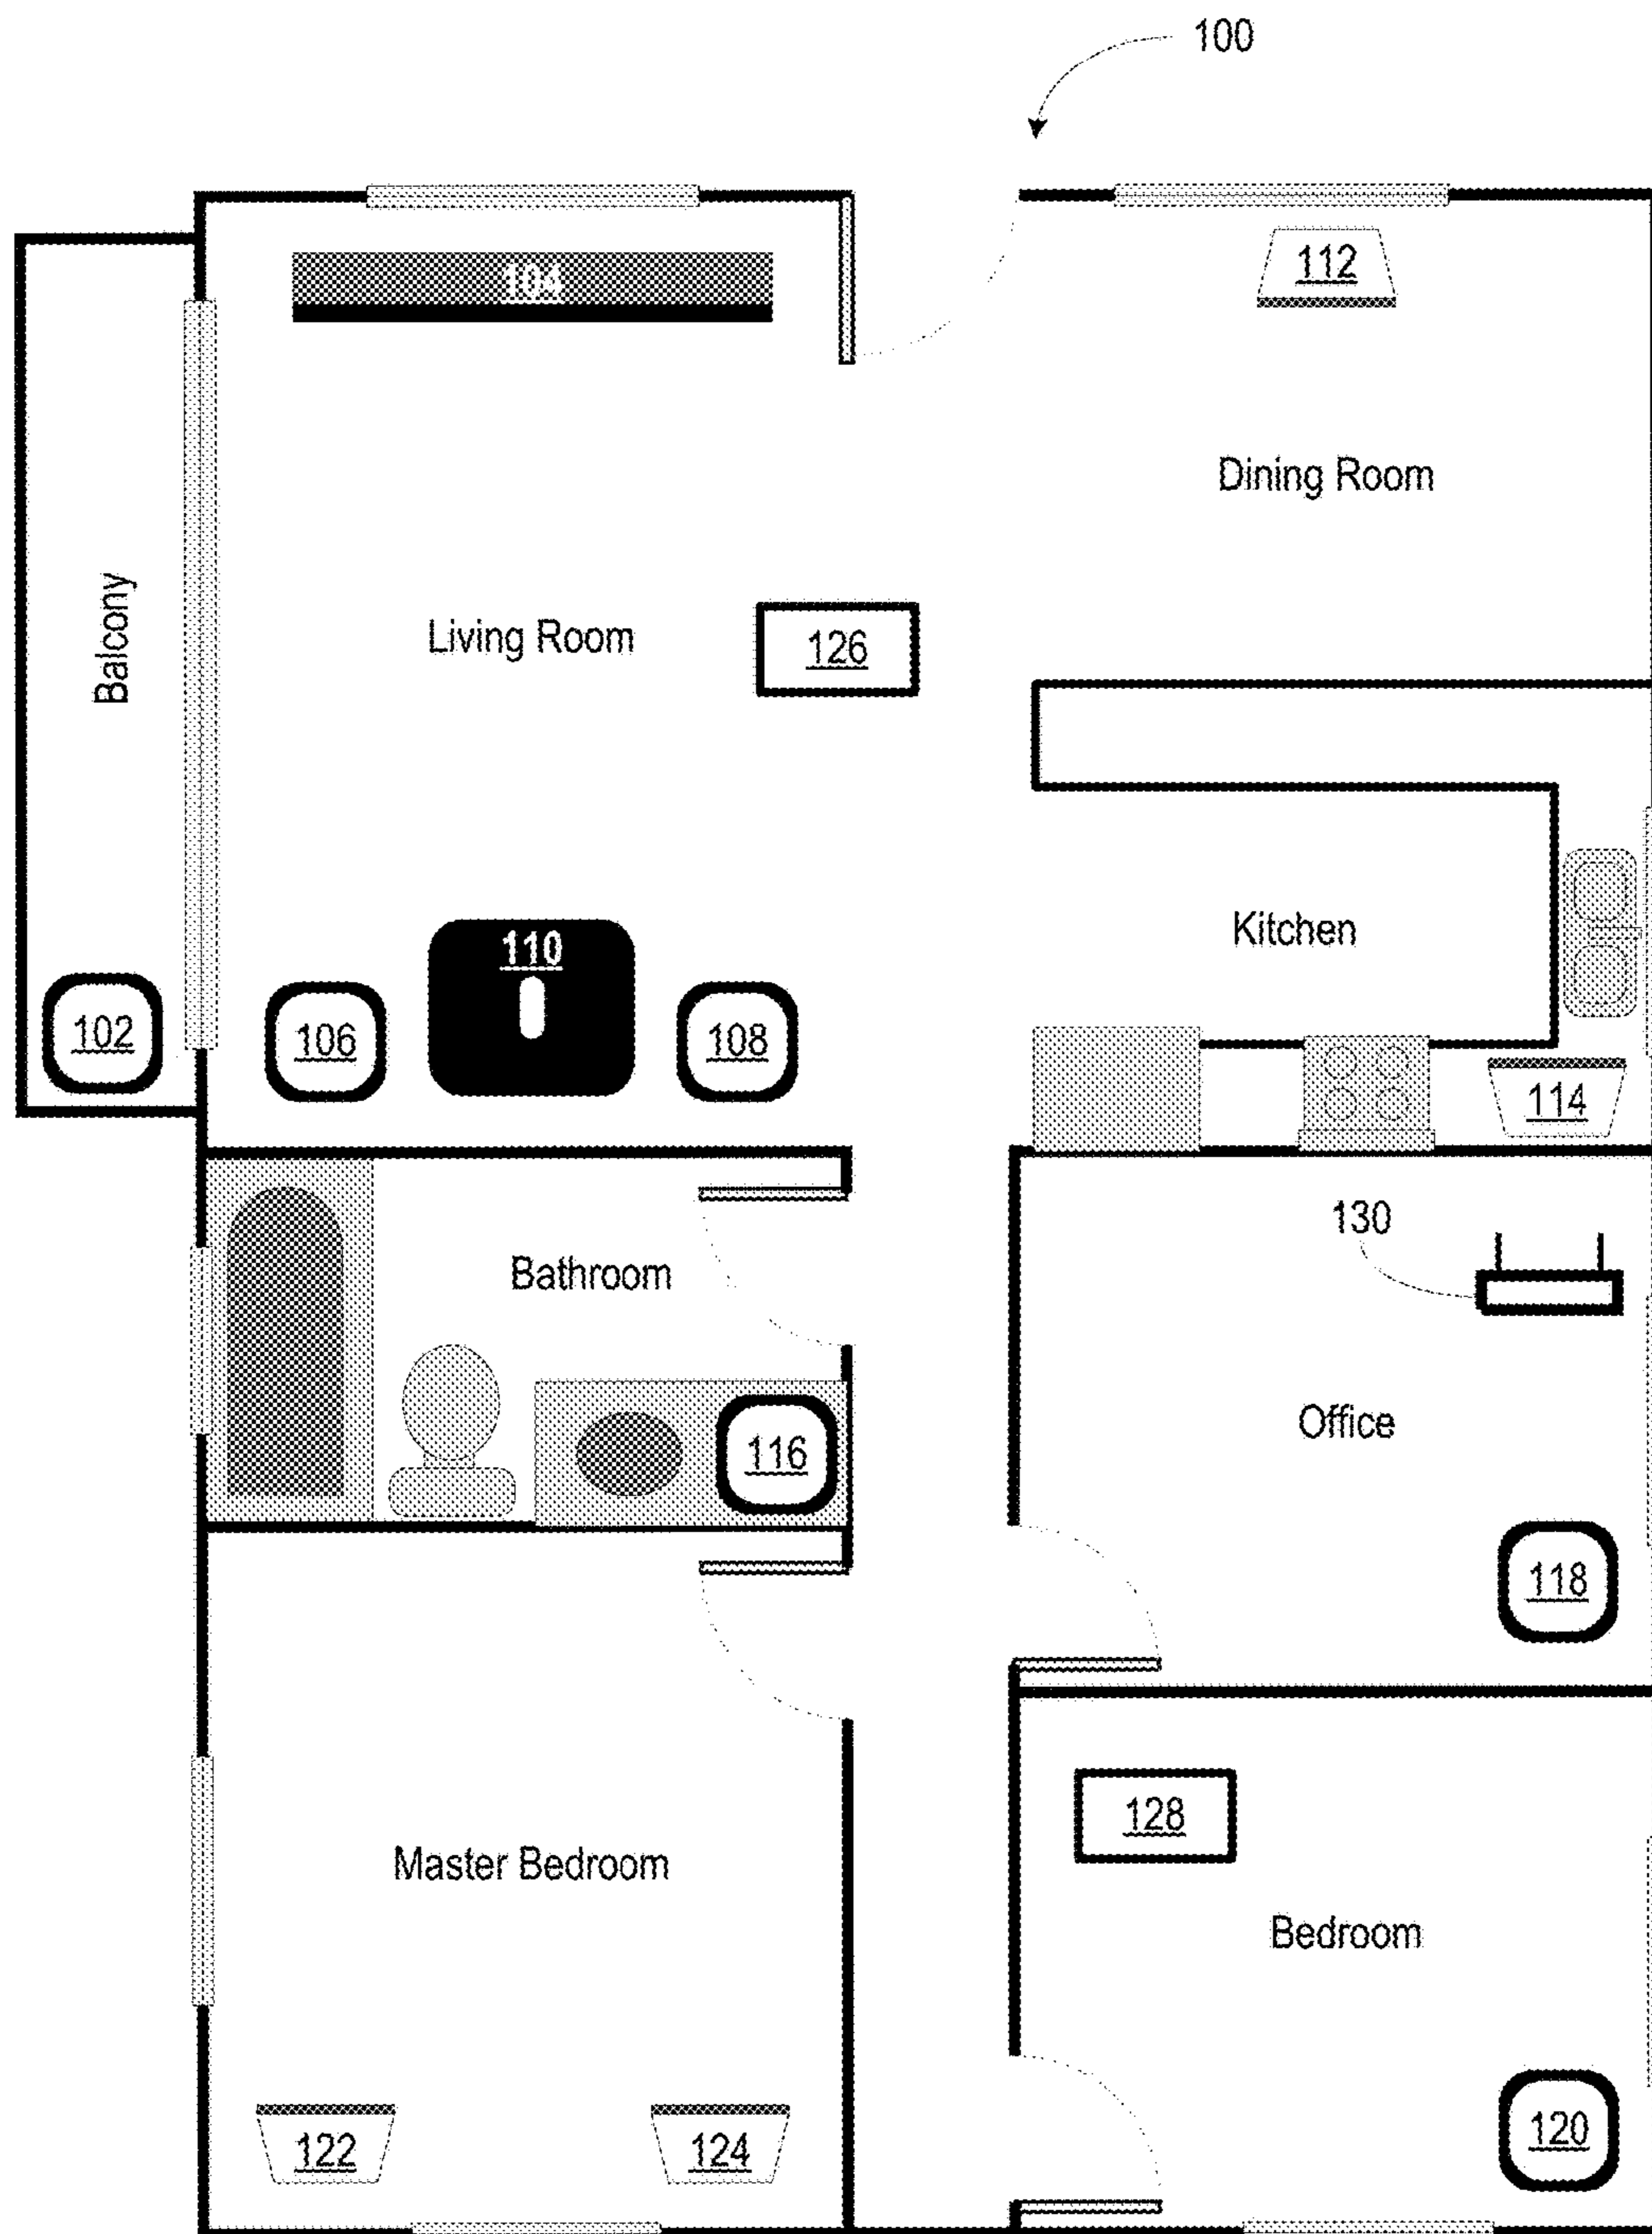 100
112
104
Dining Room
Balcony
Living Room
126
110
Kitchen
102
106
108
114
130
Bathroom
Office
116
118
128
Master Bedroom
Bedroom
120
122
124